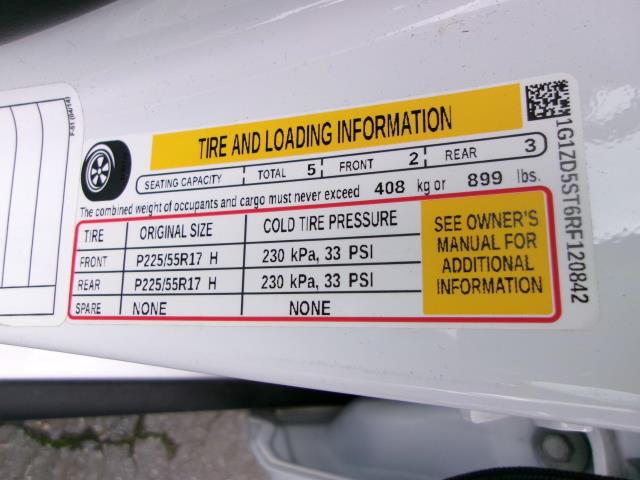 TIRE AND LOADING INFORMATION
SEATING CAPACITY TOTAL 5 FRONT 2 REAR 3
The combined weight of occupants and cargo must never exceed 408 kg or 899 lbs.
TIRE ORIGINAL SIZE COLD TIRE PRESSURE
FRONT P225/55R17 H 230 kPa, 33 PSI
REAR P225/55R17 H 230 kPa, 33 PSI
SPARE NONE NONE
SEE OWNER'S
MANUAL FOR
ADDITIONAL
INFORMATION
1G1ZD5ST6RF120842